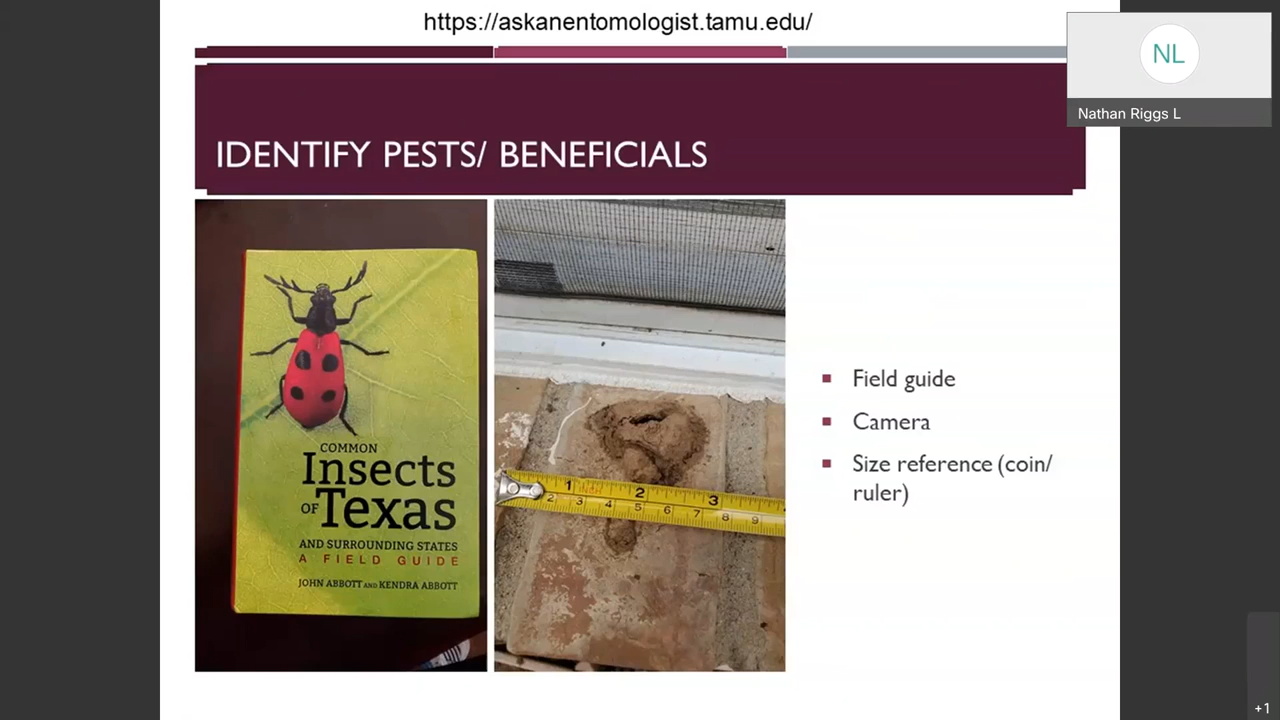 https://askanentomologist.tamu.edu/
NL
Nathan Riggs L
IDENTIFY PESTS/ BENEFICIALS
COMMON
Insects
OF Texas
AND SURROUNDING STATES
A FIELD GUIDE
JOHN ABBOTT AND KENDRA ABBOTT
1 2 3
2 3 4 5 6 7 8 9
▪ Field guide
▪ Camera
▪ Size reference (coin/
ruler)
+1